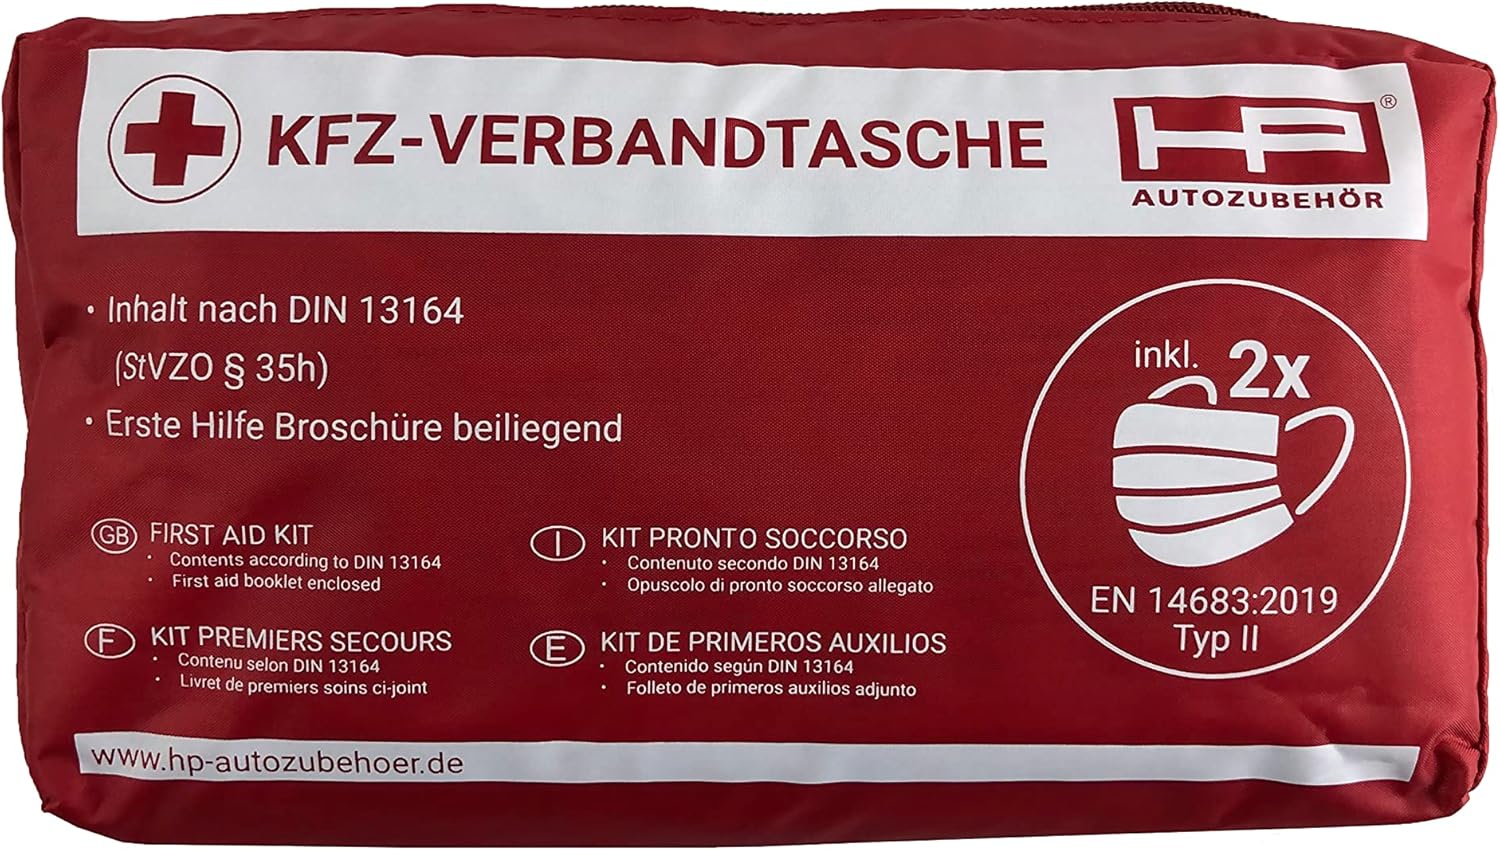 KFZ-VERBANDTASCHE
HP®
AUTOZUBEHÖR
• Inhalt nach DIN 13164
(StVZO § 35h)
• Erste Hilfe Broschüre beiliegend
inkl. 2x
EN 14683:2019
Typ II
GB FIRST AID KIT
• Contents according to DIN 13164
• First aid booklet enclosed
I KIT PRONTO SOCCORSO
• Contenuto secondo DIN 13164
• Opuscolo di pronto soccorso allegato
F KIT PREMIERS SECOURS
• Contenu selon DIN 13164
• Livret de premiers soins ci-joint
E KIT DE PRIMEROS AUXILIOS
• Contenido según DIN 13164
• Folleto de primeros auxilios adjunto
www.hp-autozubehoer.de